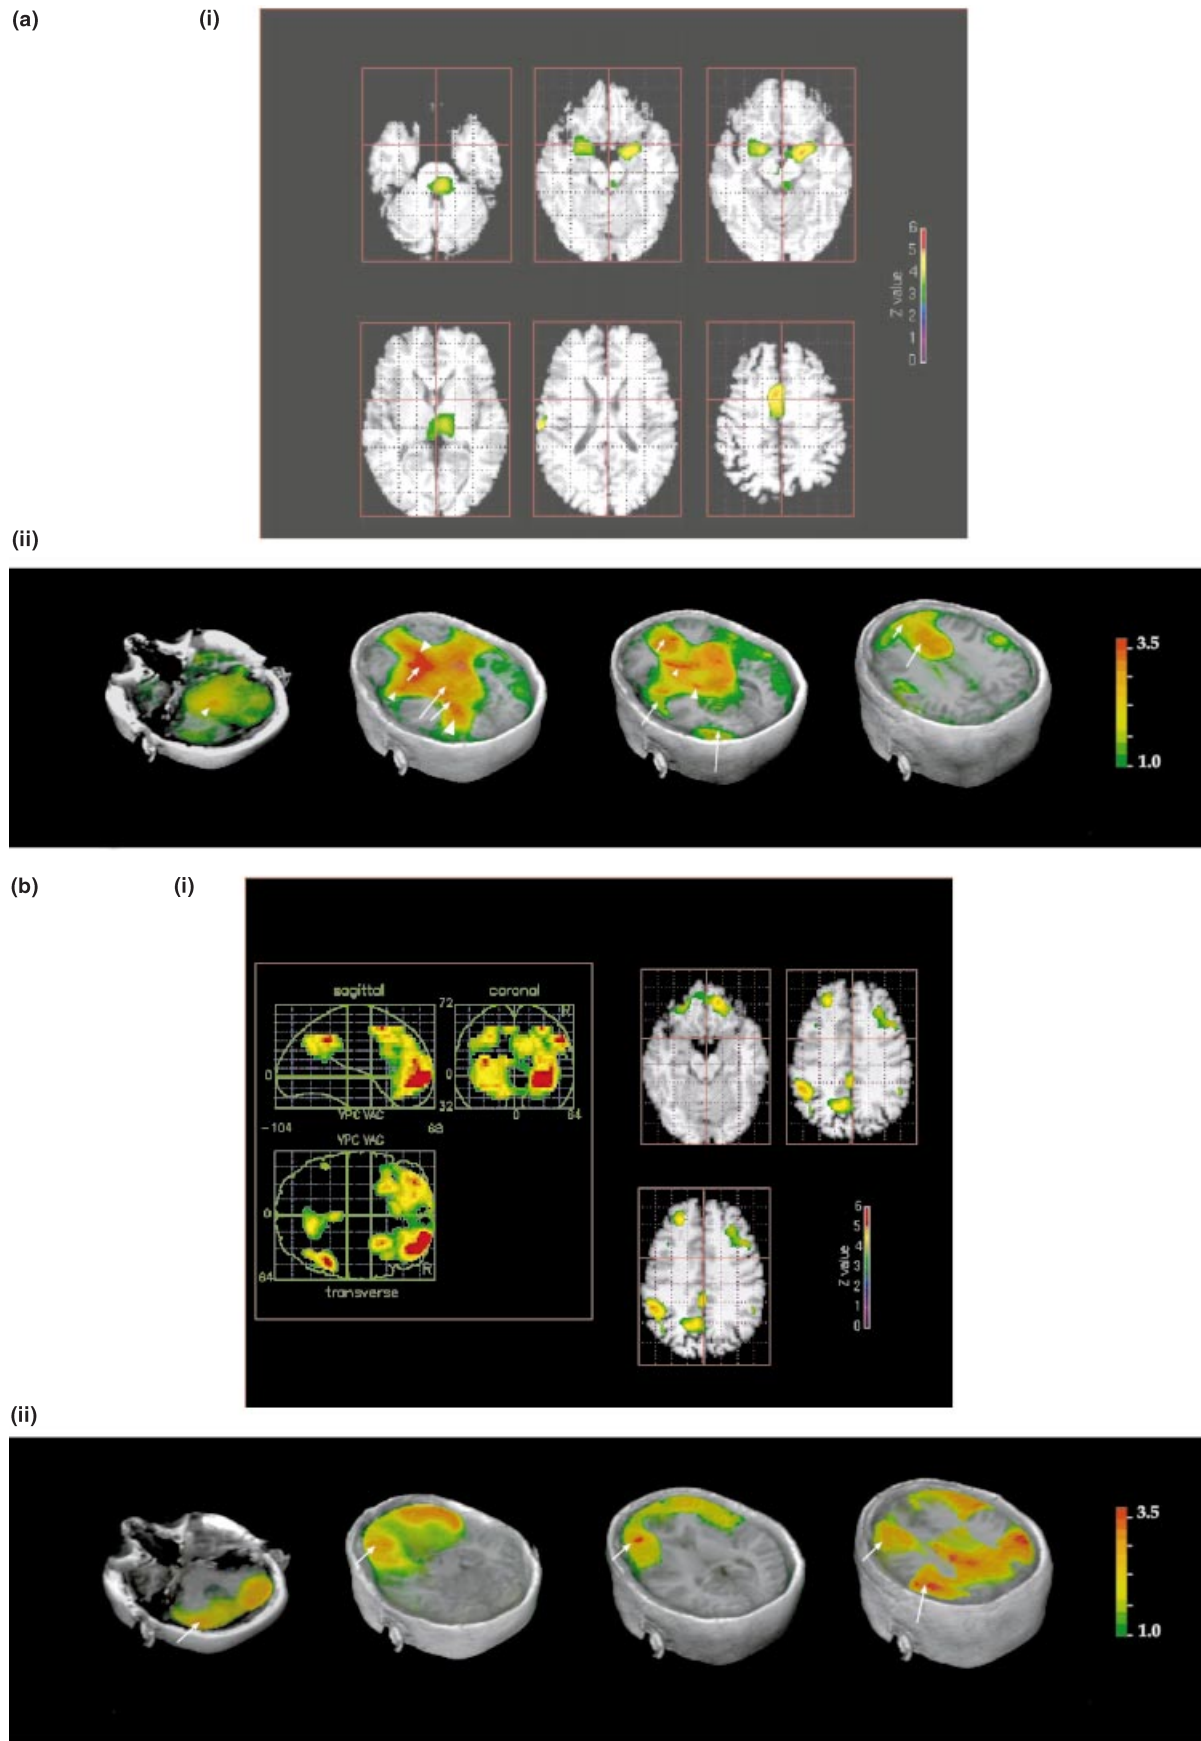 (a)
(i)
6
5
4
3
2
1
0
Z value
(ii)
3.5
1.0
(b)
(i)
sagittal
coronal
72
R
0
0
32
VPC VAC
0
64
-104
68
VPC VAC
0
64
R
transverse
6
5
4
3
2
1
0
Z value
(ii)
3.5
1.0